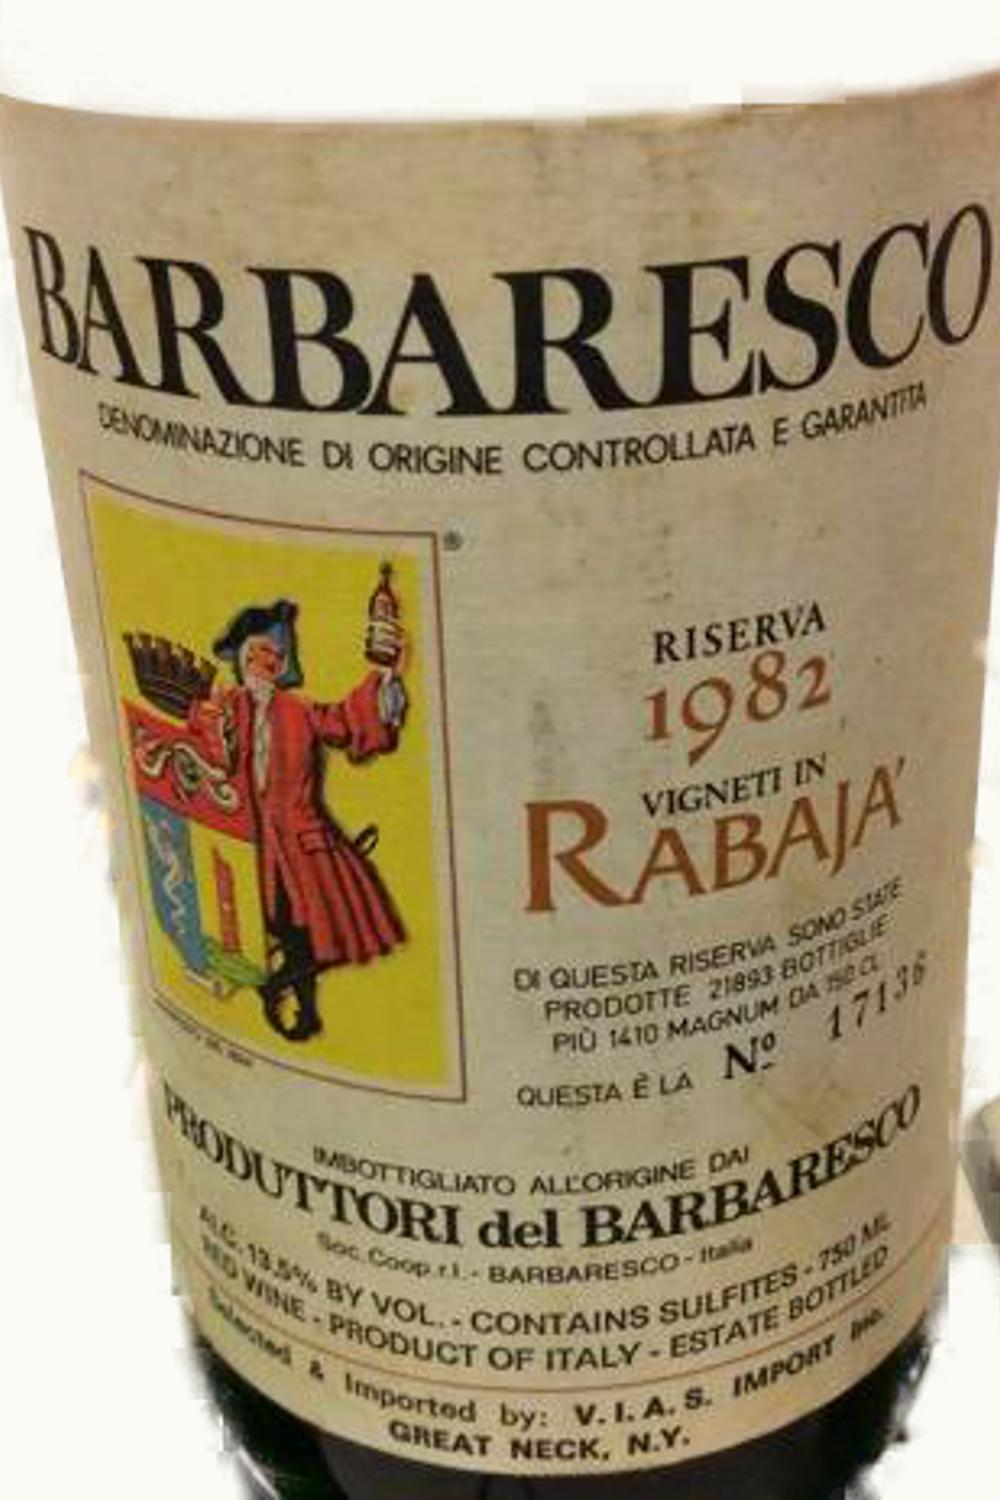 BARBARESCO
DENOMINAZIONE DI ORIGINE CONTROLLATA E GARANTITA
®
RISERVA
1982
VIGNETI IN
RABAJA'
DI QUESTA RISERVA SONO STATE
PRODOTTE 21893 BOTTIGLIE
PIÙ 1410 MAGNUM DA 150 CL
QUESTA È LA Nº 17136
IMBOTTIGLIATO ALL'ORIGINE DAI
PRODUTTORI del BARBARESCO
Soc. Coop r.l. - BARBARESCO - Italia
ALC. 13.5% BY VOL. - CONTAINS SULFITES - 750 ML
RED WINE - PRODUCT OF ITALY - ESTATE BOTTLED
Selected & Imported by: V.I.A.S. IMPORT Inc.
GREAT NECK, N.Y.